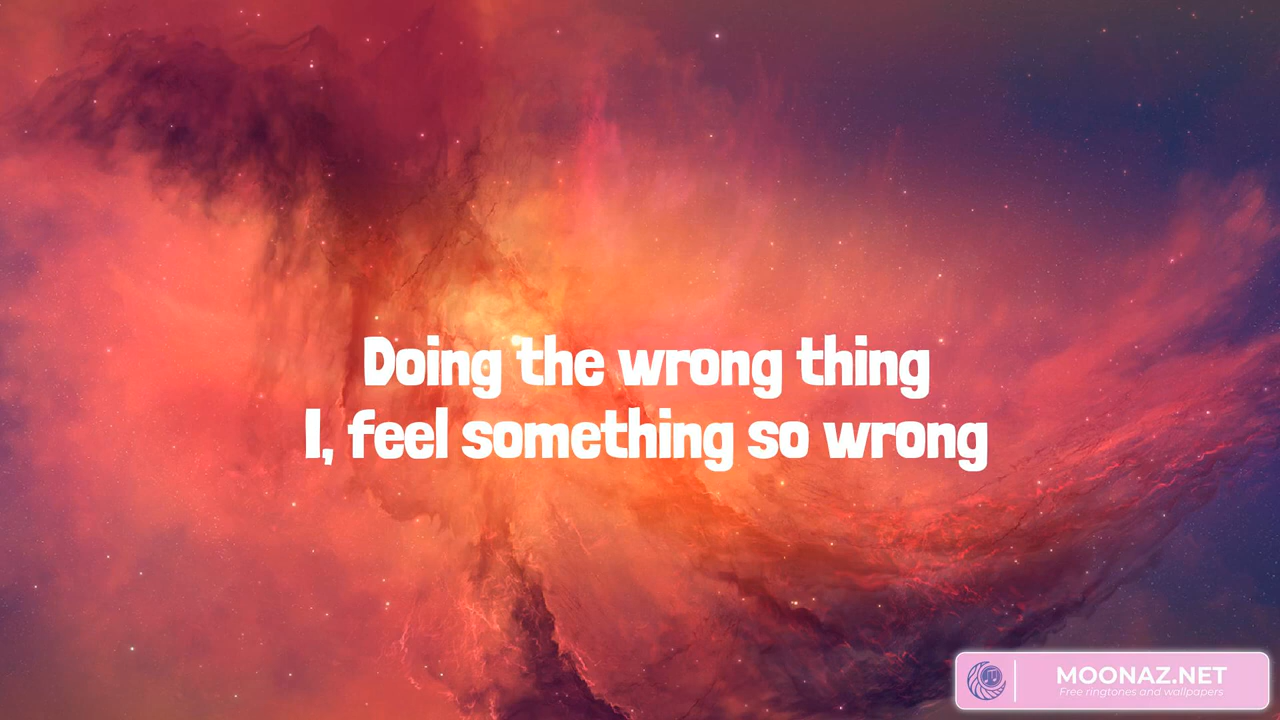 Doing the wrong thing
I, feel something so wrong
MOONAZ.NET
Free ringtones and wallpapers